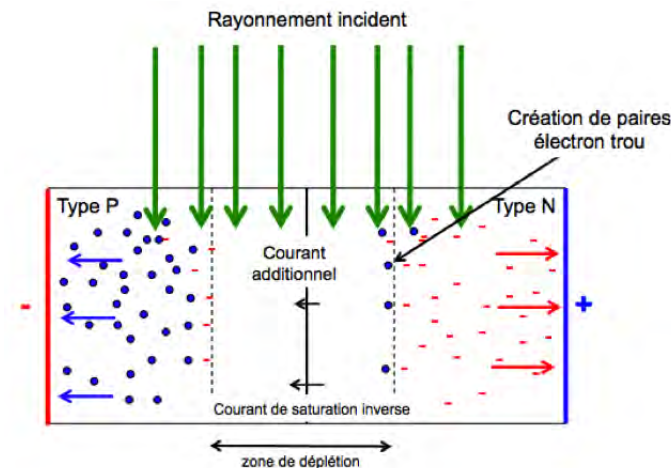 Rayonnement incident
Création de paires
électron trou
Type P
Type N
Courant
additionnel
-
+
Courant de saturation inverse
zone de déplétion